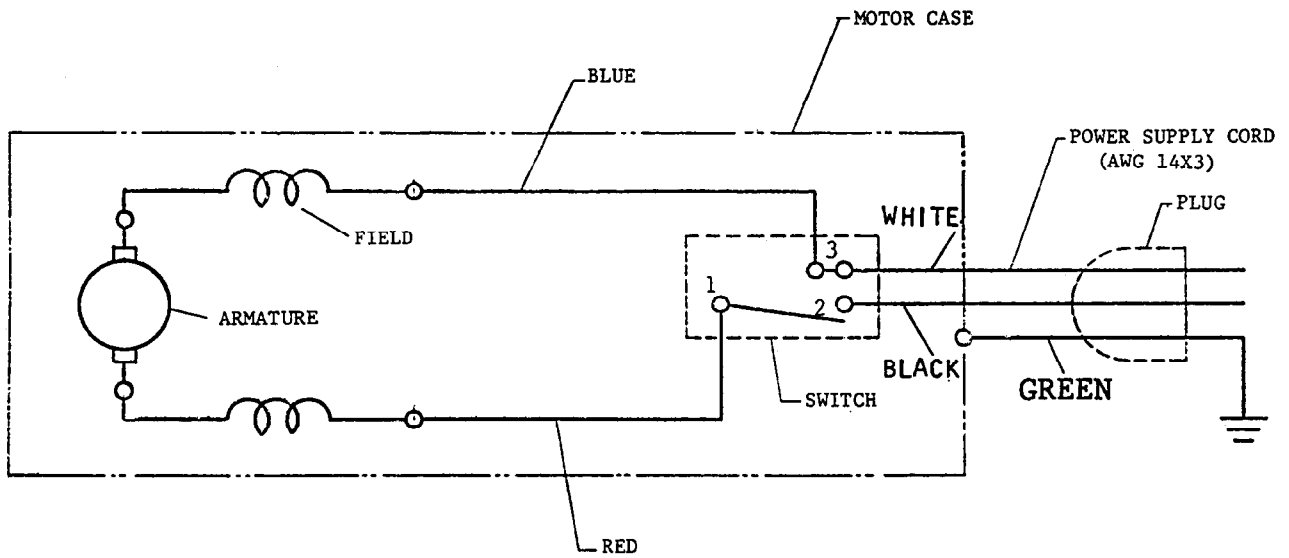 MOTOR CASE
BLUE
POWER SUPPLY CORD
(AWG 14X3)
PLUG
WHITE
FIELD
3
1
2
ARMATURE
BLACK
GREEN
SWITCH
RED